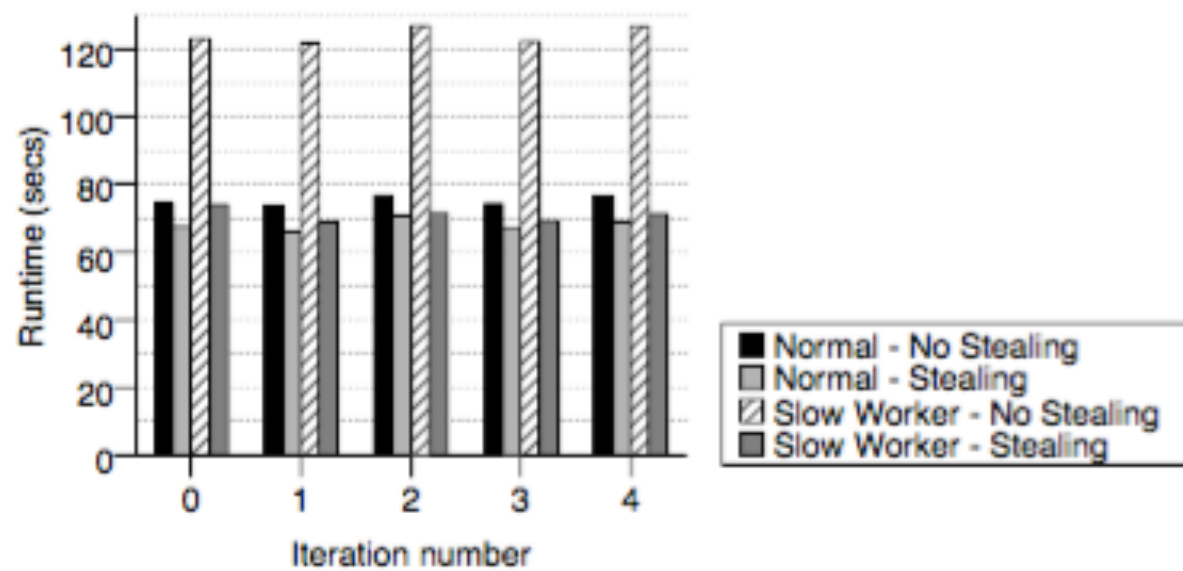 Runtime (secs)
120
100
80
60
40
20
0
0 1 2 3 4
Iteration number
Normal - No Stealing
Normal - Stealing
Slow Worker - No Stealing
Slow Worker - Stealing